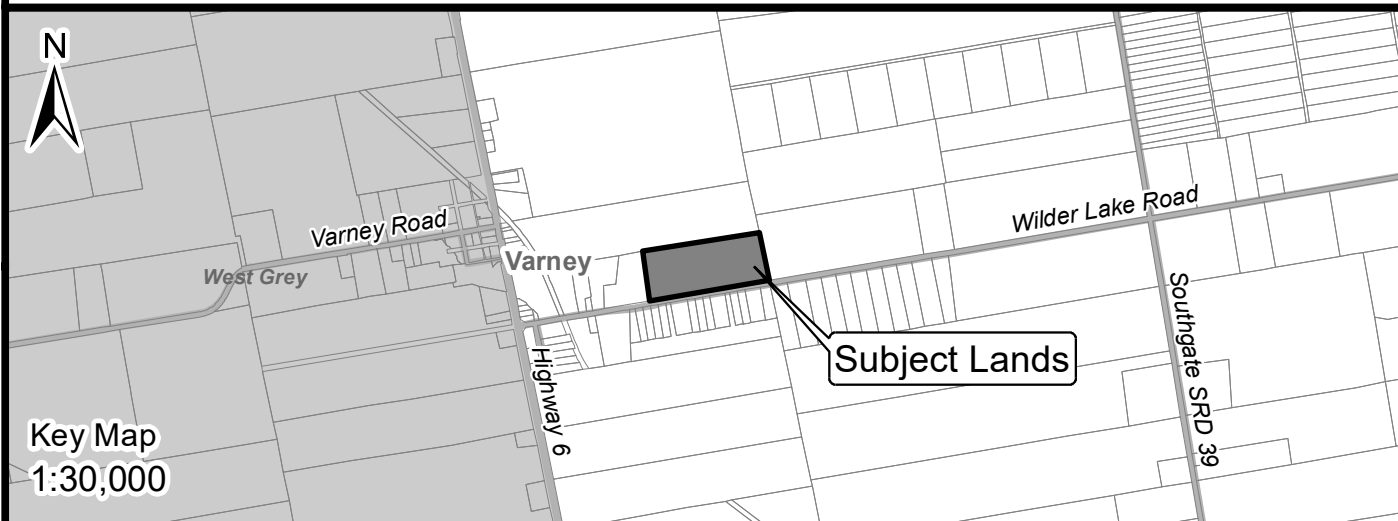 N
Wilder Lake Road
Varney Road
Varney
West Grey
Southgate SRD 39
Subject Lands
Highway 6
Key Map
1:30,000